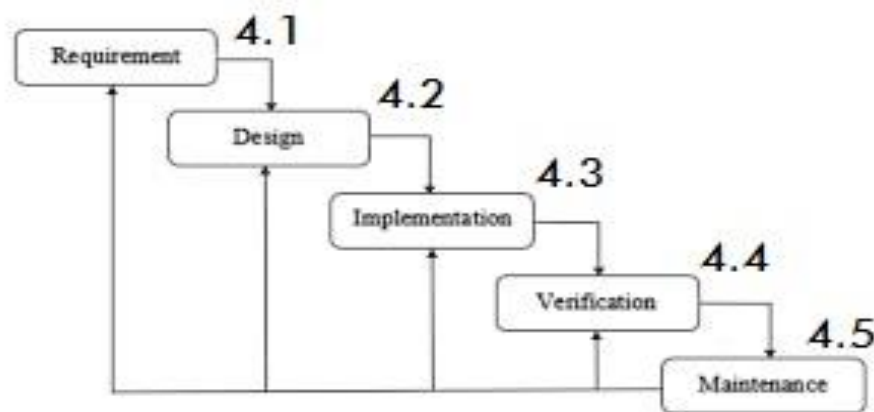 4.1
Requirement
4.2
Design
4.3
Implementation
4.4
Verification
4.5
Maintenance